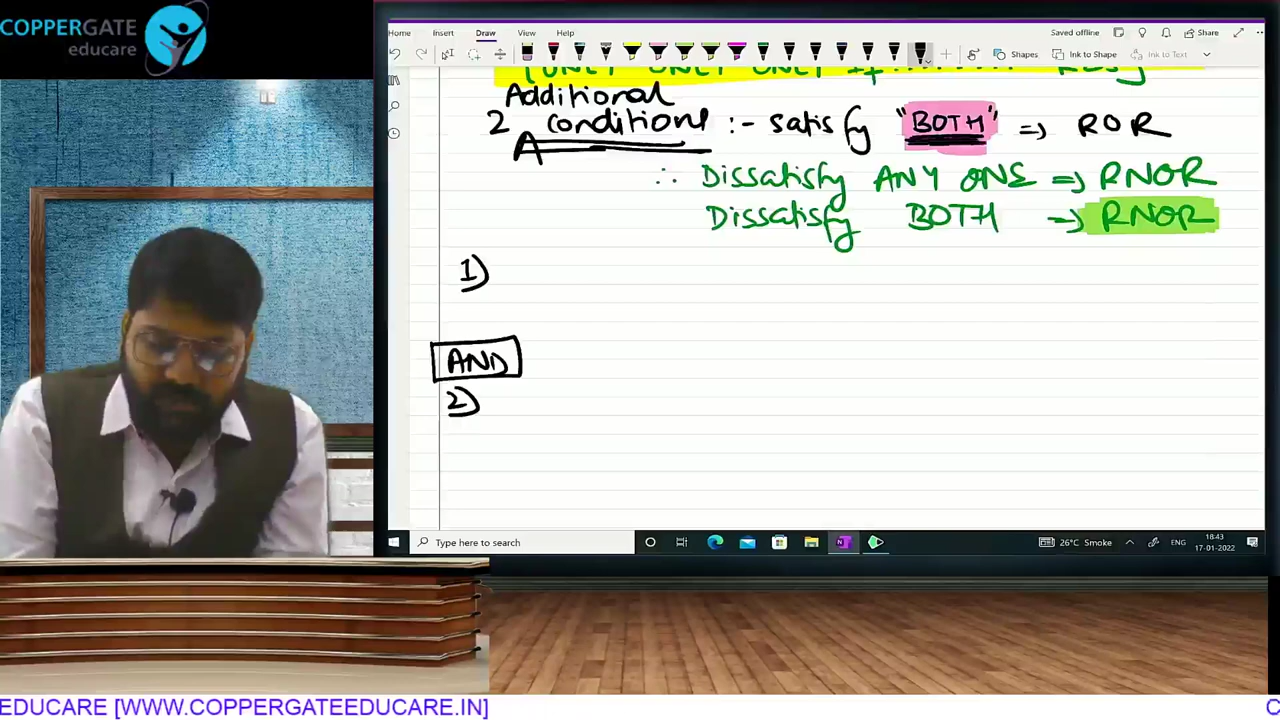 COPPERGATE
educare
Home Insert Draw View Help
Saved offline
Share
Shapes
Ink to Shape
Ink to Text
Additional
2 conditions :- satisfy "BOTH" => ROR
∴ Dissatisfy ANY ONE => RNOR
Dissatisfy BOTH => RNOR
1)
AND
2)
Type here to search
26°C Smoke
ENG
18:43
17-01-2022
EDUCARE [WWW.COPPERGATEEDUCARE.IN]
C